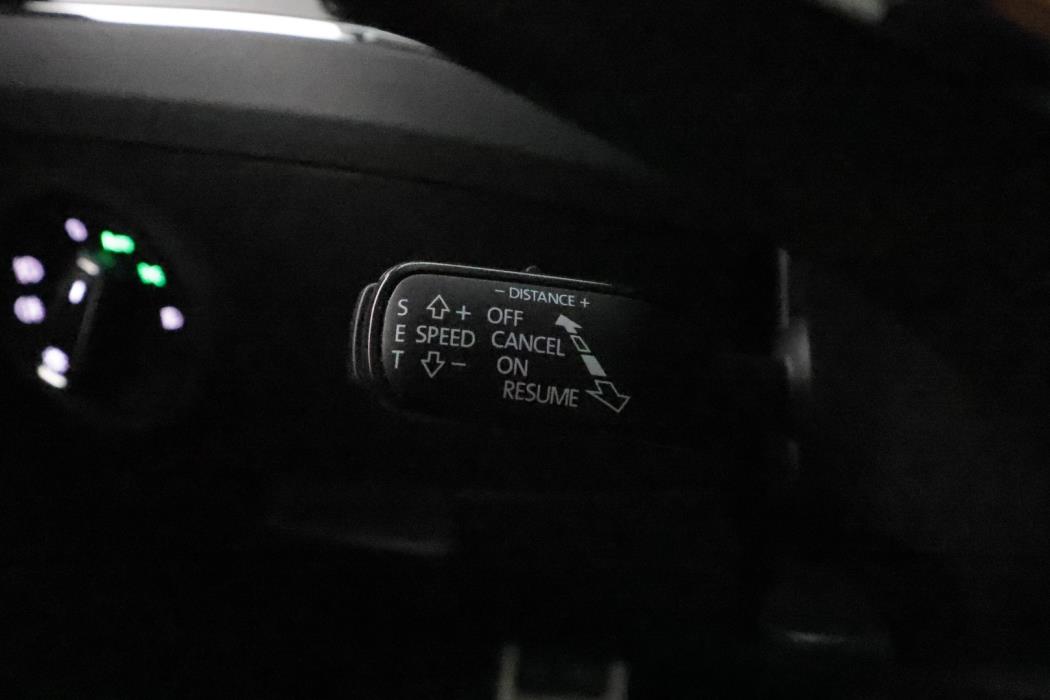 − DISTANCE +
S + OFF
E SPEED CANCEL
T − ON
RESUME